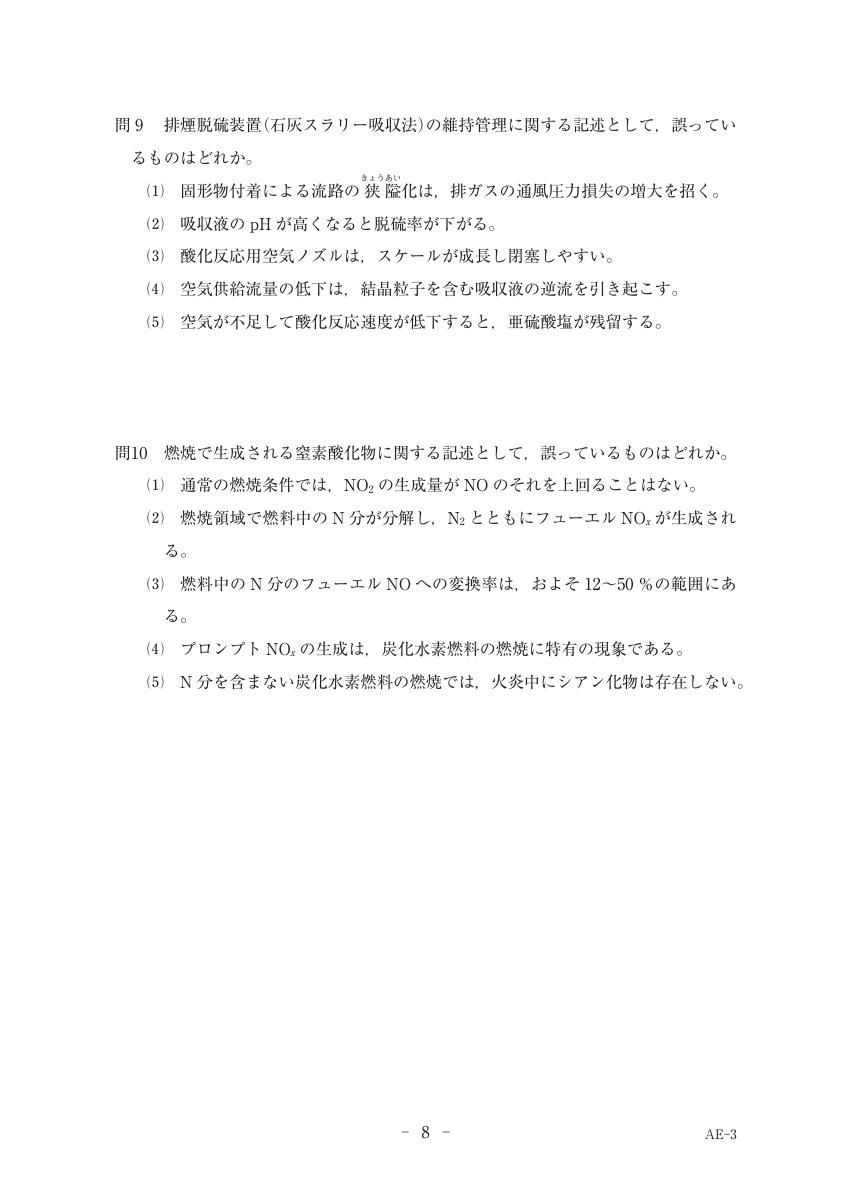 問 9　排煙脱硫装置(石灰スラリー吸収法)の維持管理に関する記述として，誤ってい
るものはどれか。
きょうあい
⑴　固形物付着による流路の狭隘化は，排ガスの通風圧力損失の増大を招く。
⑵　吸収液の pH が高くなると脱硫率が下がる。
⑶　酸化反応用空気ノズルは，スケールが成長し閉塞しやすい。
⑷　空気供給流量の低下は，結晶粒子を含む吸収液の逆流を引き起こす。
⑸　空気が不足して酸化反応速度が低下すると，亜硫酸塩が残留する。
問10　燃焼で生成される窒素酸化物に関する記述として，誤っているものはどれか。
⑴　通常の燃焼条件では，NO₂ の生成量が NO のそれを上回ることはない。
⑵　燃焼領域で燃料中の N 分が分解し，N₂ とともにフューエル NOₓ が生成され
る。
⑶　燃料中の N 分のフューエル NO への変換率は，およそ 12～50 %の範囲にあ
る。
⑷　プロンプト NOₓ の生成は，炭化水素燃料の燃焼に特有の現象である。
⑸　N 分を含まない炭化水素燃料の燃焼では，火炎中にシアン化物は存在しない。
- 8 -
AE-3